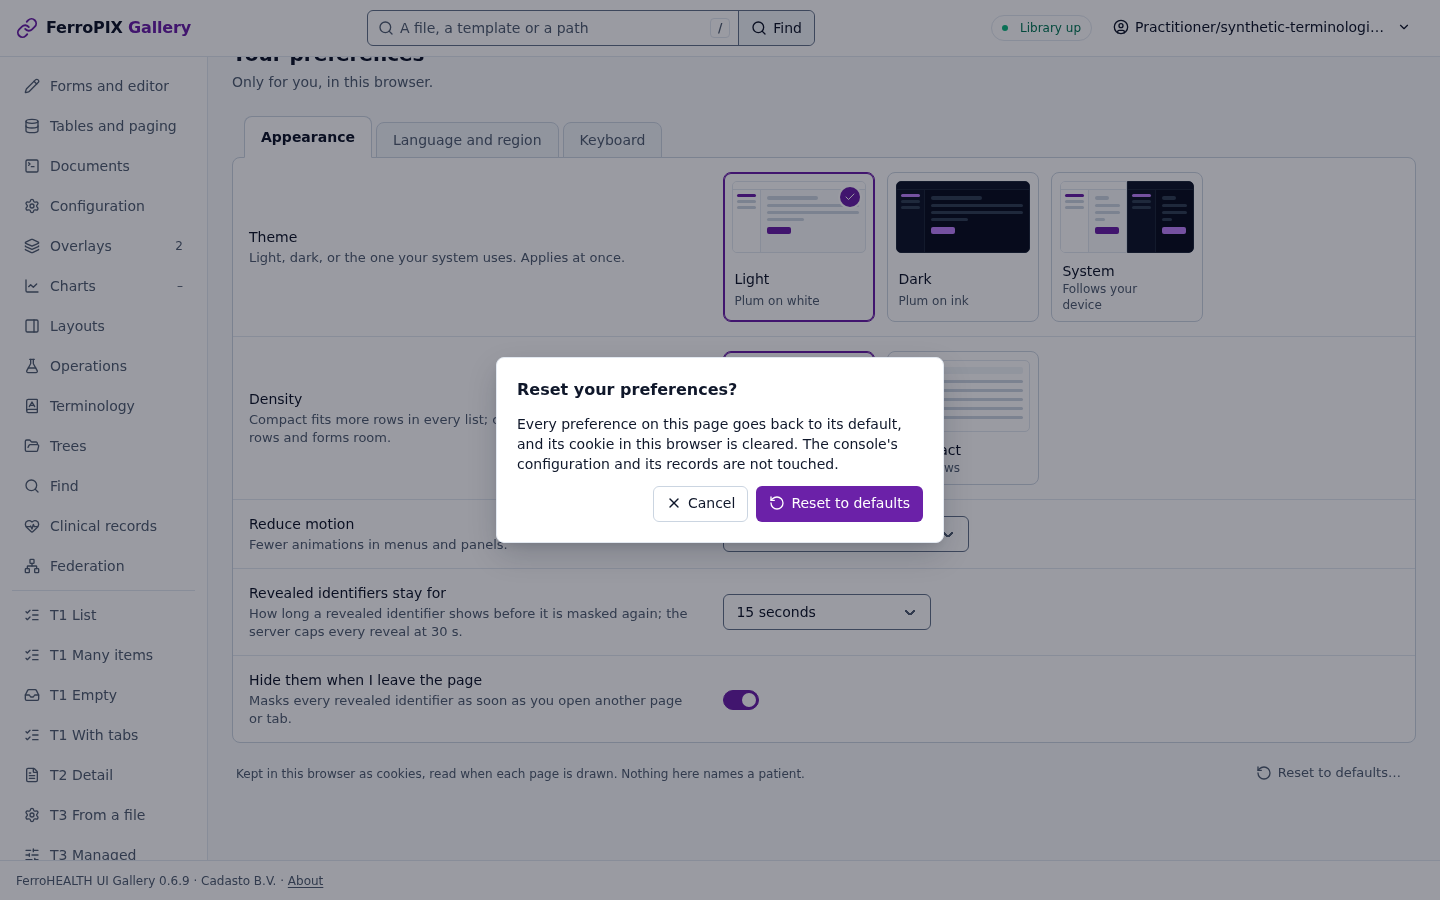 FerroPIX Gallery
A file, a template or a path
/
Find
Library up
Practitioner/synthetic-terminologi…
Forms and editor
Tables and paging
Documents
Configuration
Overlays 2
Charts –
Layouts
Operations
Terminology
Trees
Find
Clinical records
Federation
T1 List
T1 Many items
T1 Empty
T1 With tabs
T2 Detail
T3 From a file
T3 Managed
Your preferences
Only for you, in this browser.
Appearance
Language and region
Keyboard
Theme
Light, dark, or the one your system uses. Applies at once.
Light
Plum on white
Dark
Plum on ink
System
Follows your
device
Density
Compact fits more rows in every list;
rows and forms room.
Reset your preferences?
Every preference on this page goes back to its default,
and its cookie in this browser is cleared. The console's
configuration and its records are not touched.
Cancel
Reset to defaults
Reduce motion
Fewer animations in menus and panels.
Revealed identifiers stay for
How long a revealed identifier shows before it is masked again; the
server caps every reveal at 30 s.
15 seconds
Hide them when I leave the page
Masks every revealed identifier as soon as you open another page
or tab.
Kept in this browser as cookies, read when each page is drawn. Nothing here names a patient.
Reset to defaults…
FerroHEALTH UI Gallery 0.6.9 · Cadasto B.V. · About